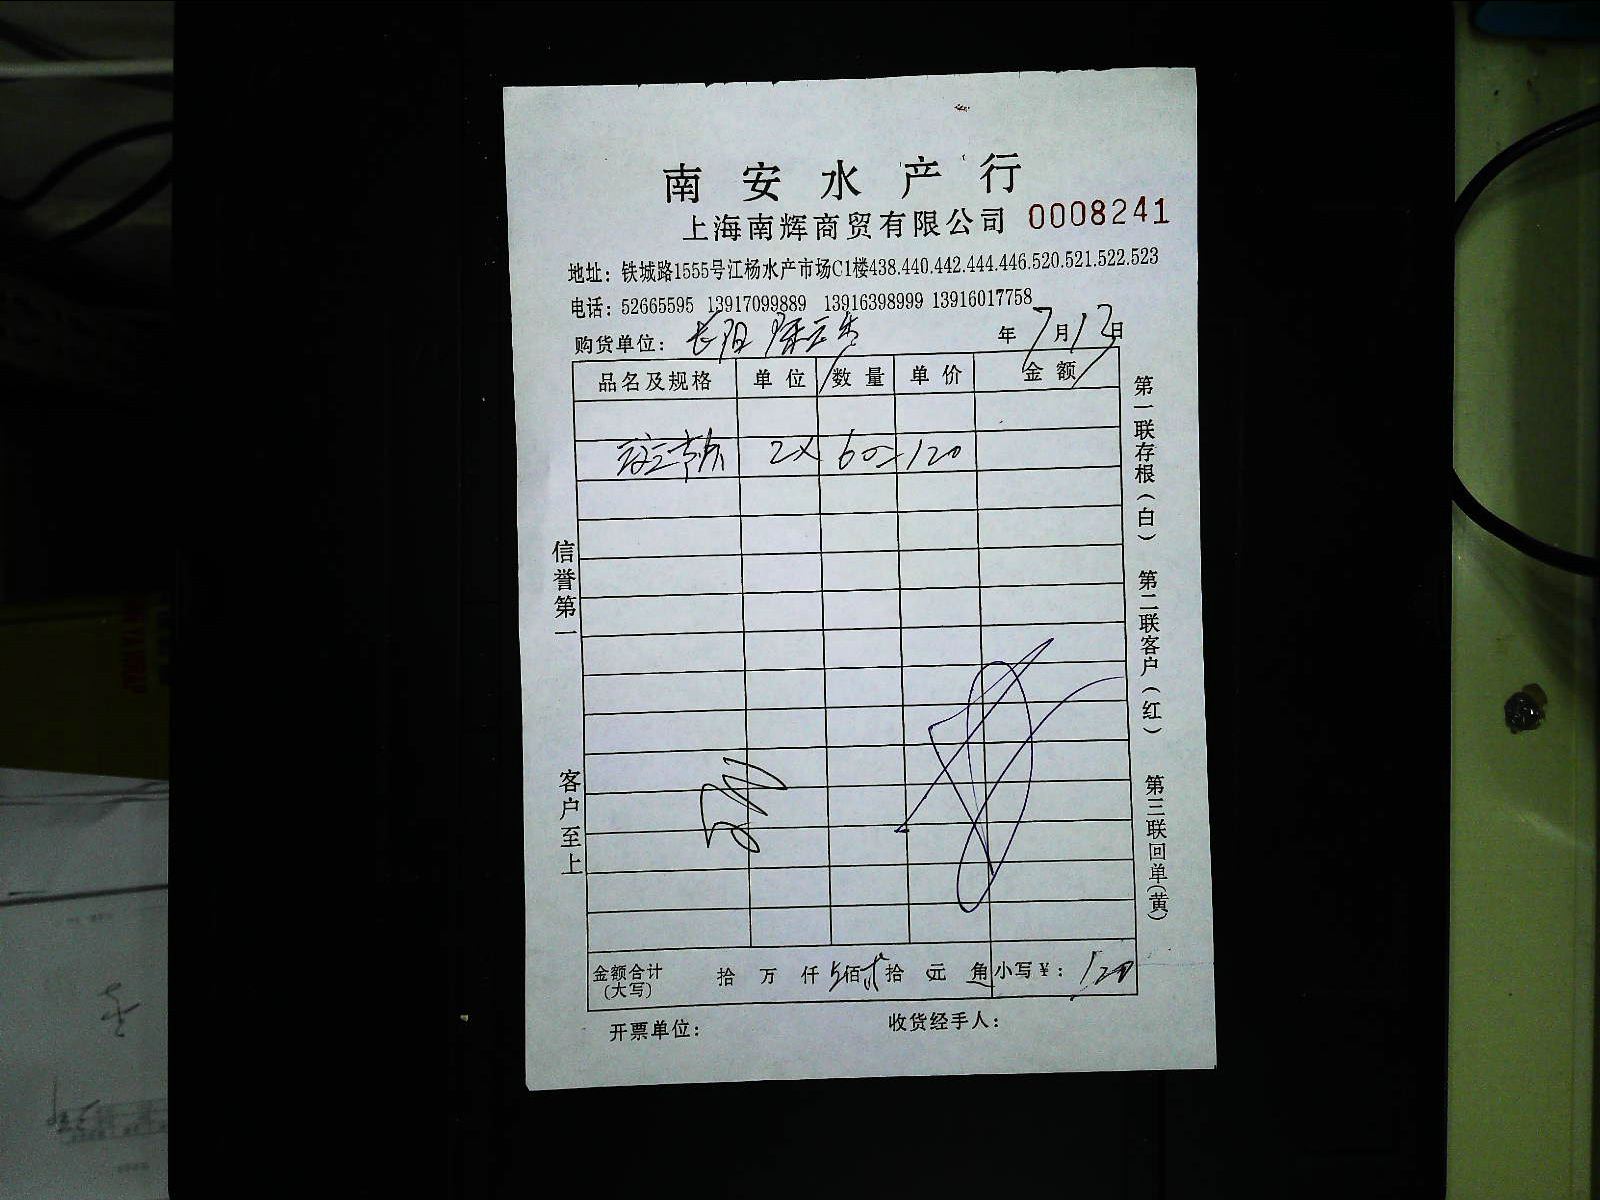 南安水产行
上海南辉商贸有限公司 0008241
地址：铁城路1555号江杨水产市场C1楼438.440.442.444.446.520.521.522.523
电话：52665595 13917099889 13916398999 13916017758
购货单位：长阳 年7月12日
品名及规格 单位 数量 单价 金额
2× 60=120
信誉第一
客户至上
第一联存根（白）
第二联客户（红）
第三联回单（黄）
金额合计 拾 万 仟 佰 拾 元 角 小写￥：120
(大写)
开票单位： 收货经手人：